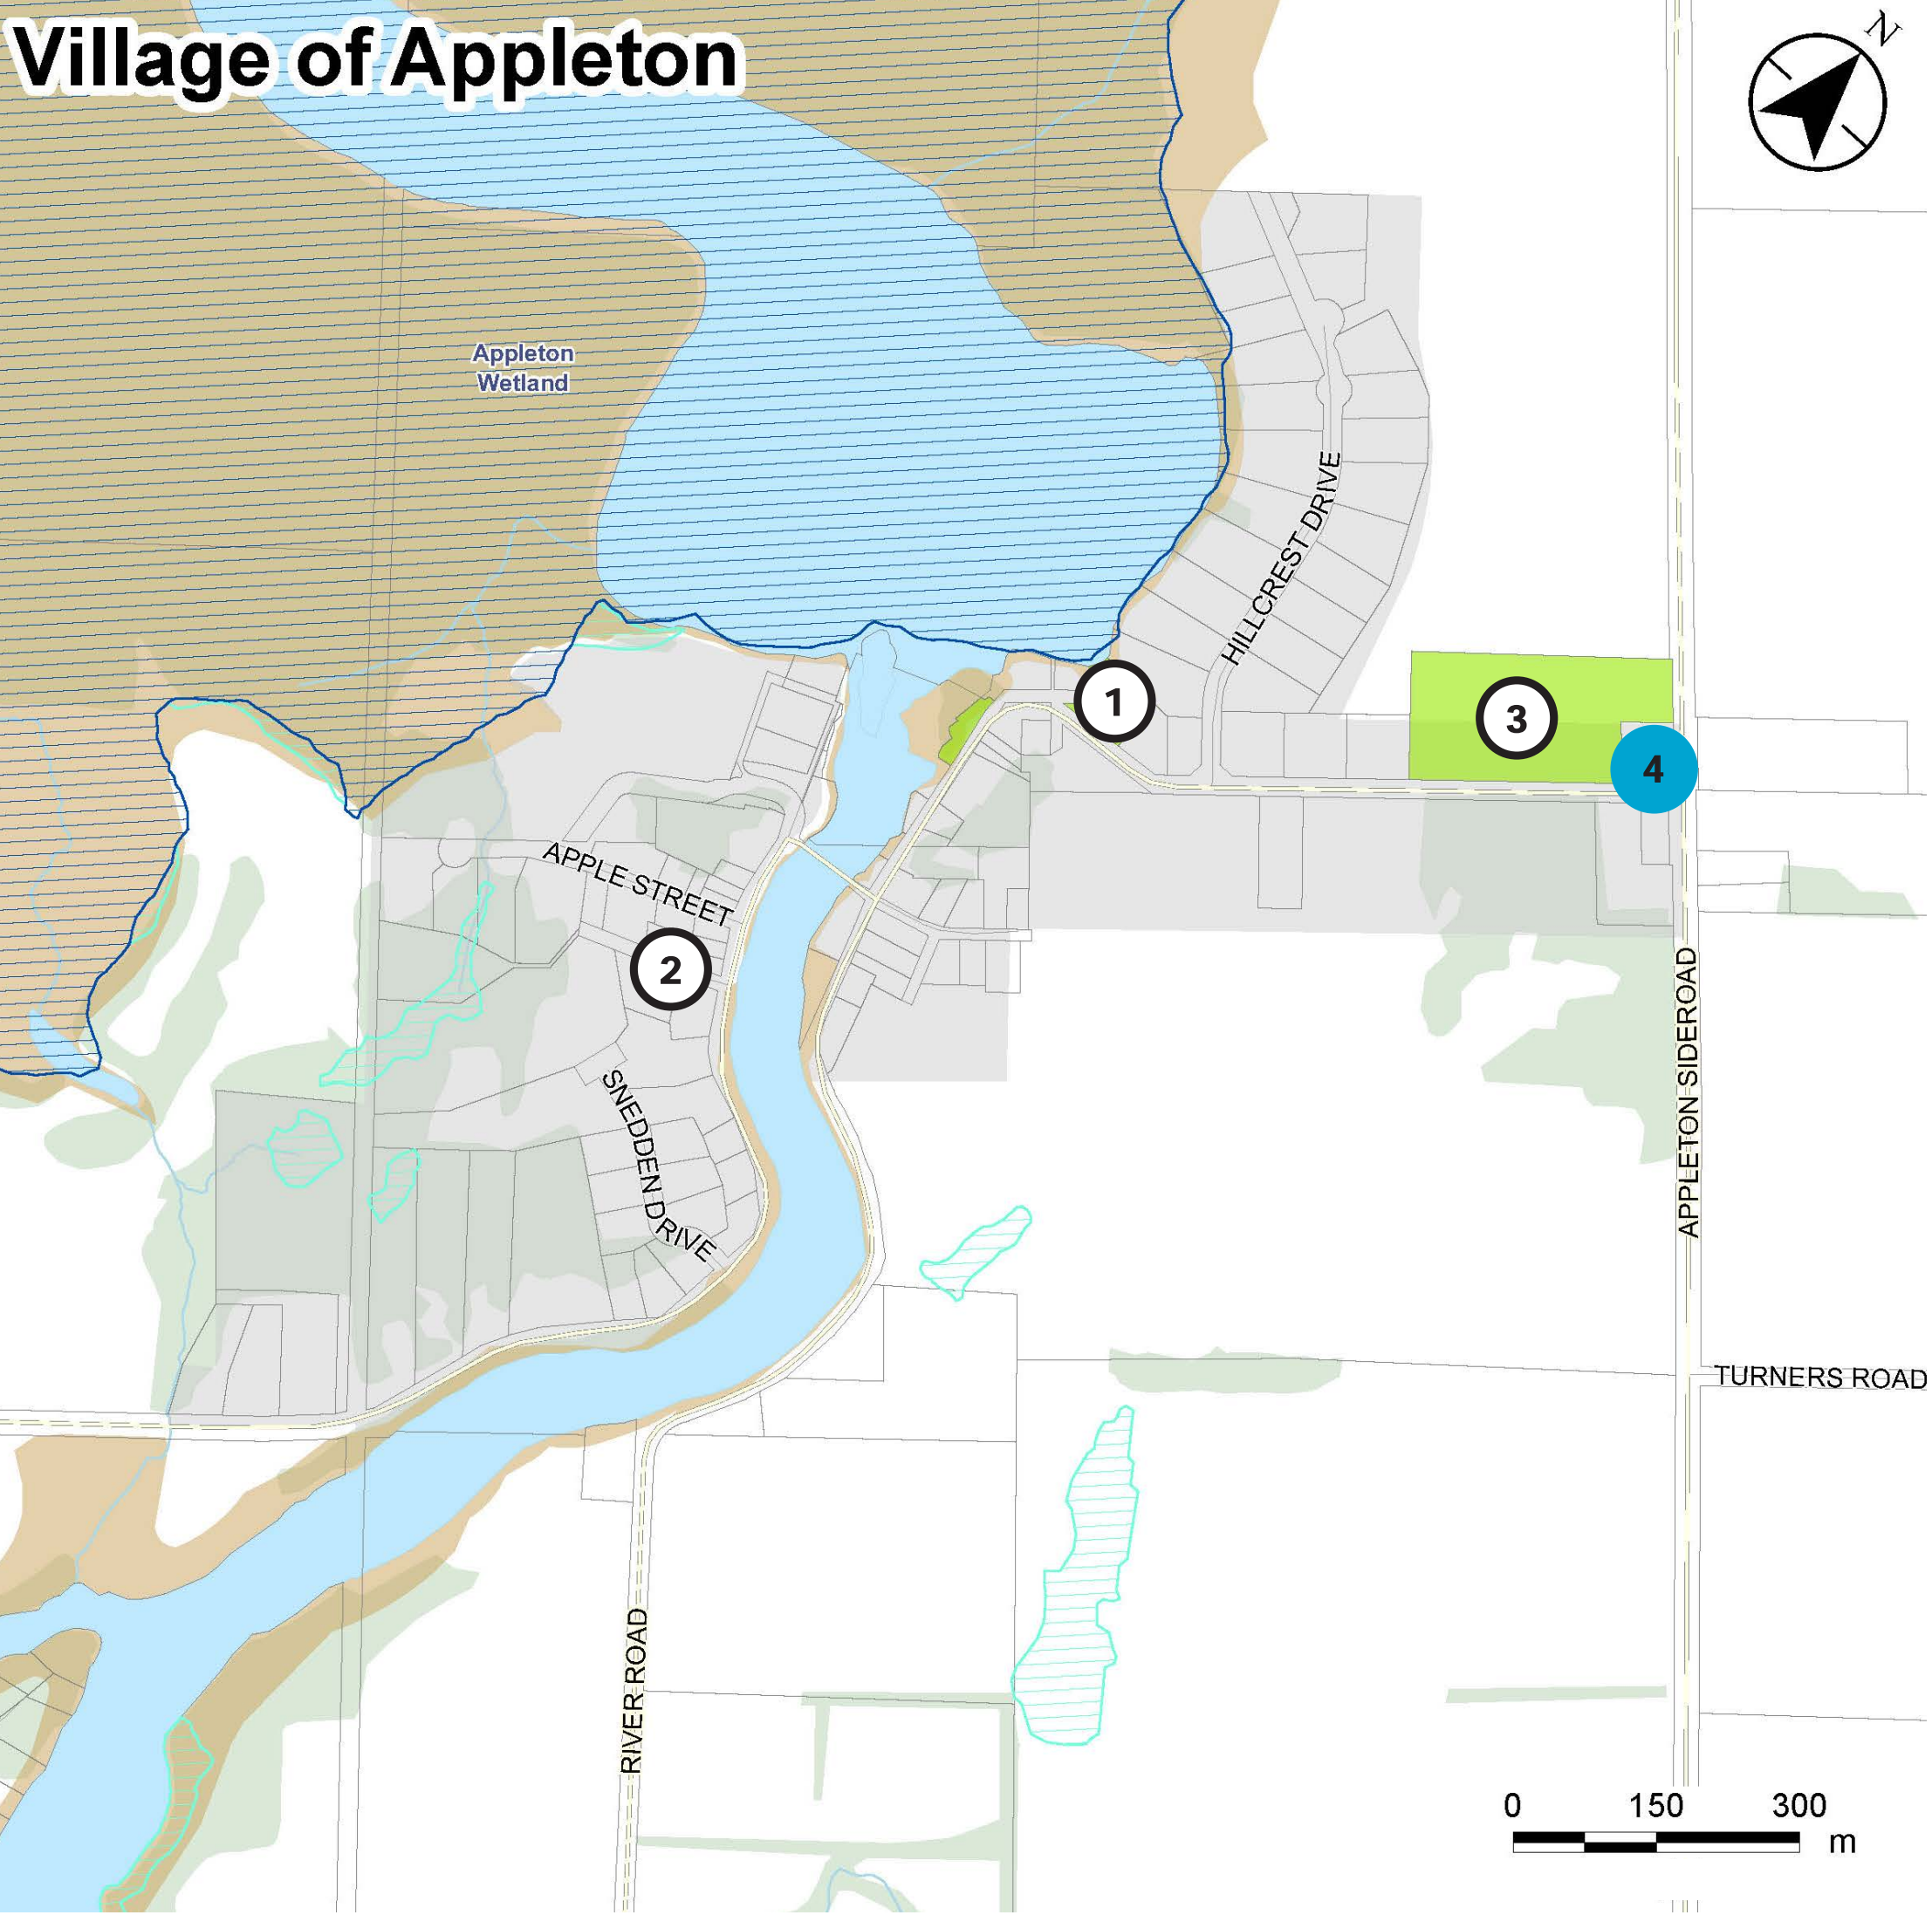 Village of Appleton
N
Appleton
Wetland
HILLCREST DRIVE
1
3
4
APPLE STREET
2
APPLETON SIDEROAD
SNEDDEN DRIVE
TURNERS ROAD
RIVER ROAD
0 150 300
m